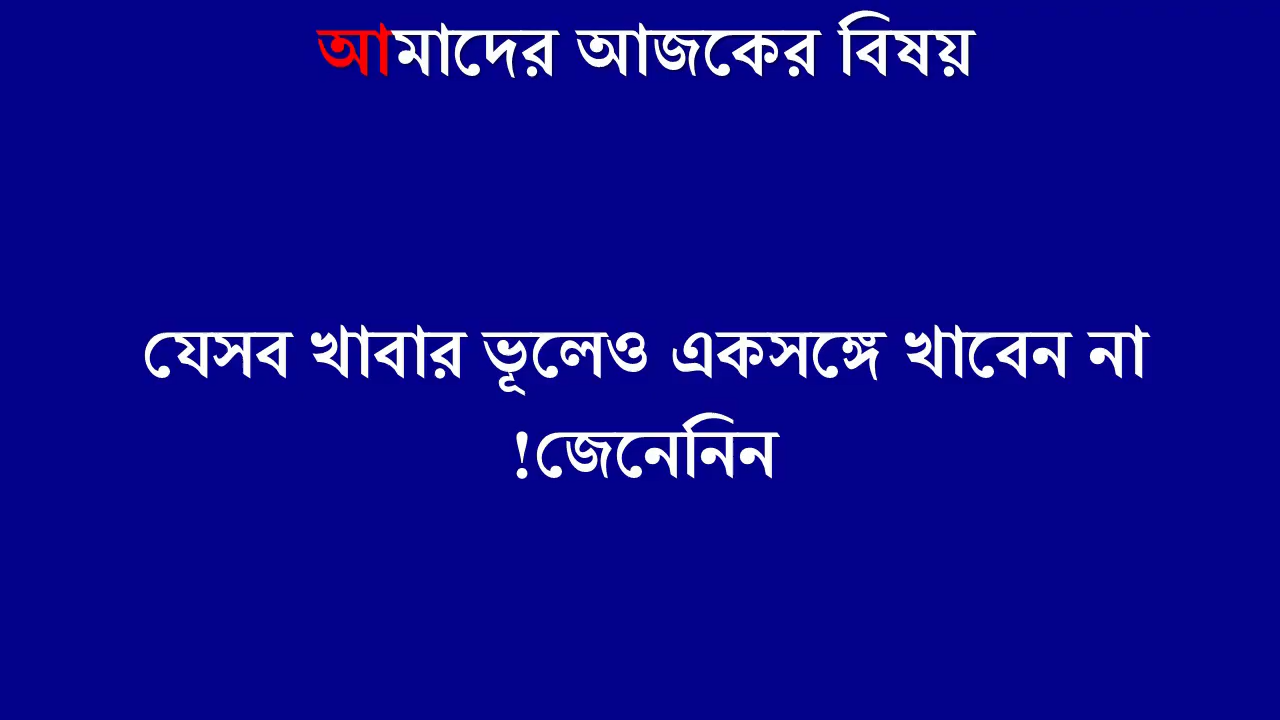 আমাদের আজকের বিষয়
যেসব খাবার ভূলেও একসঙ্গে খাবেন না
!জেনেনিন